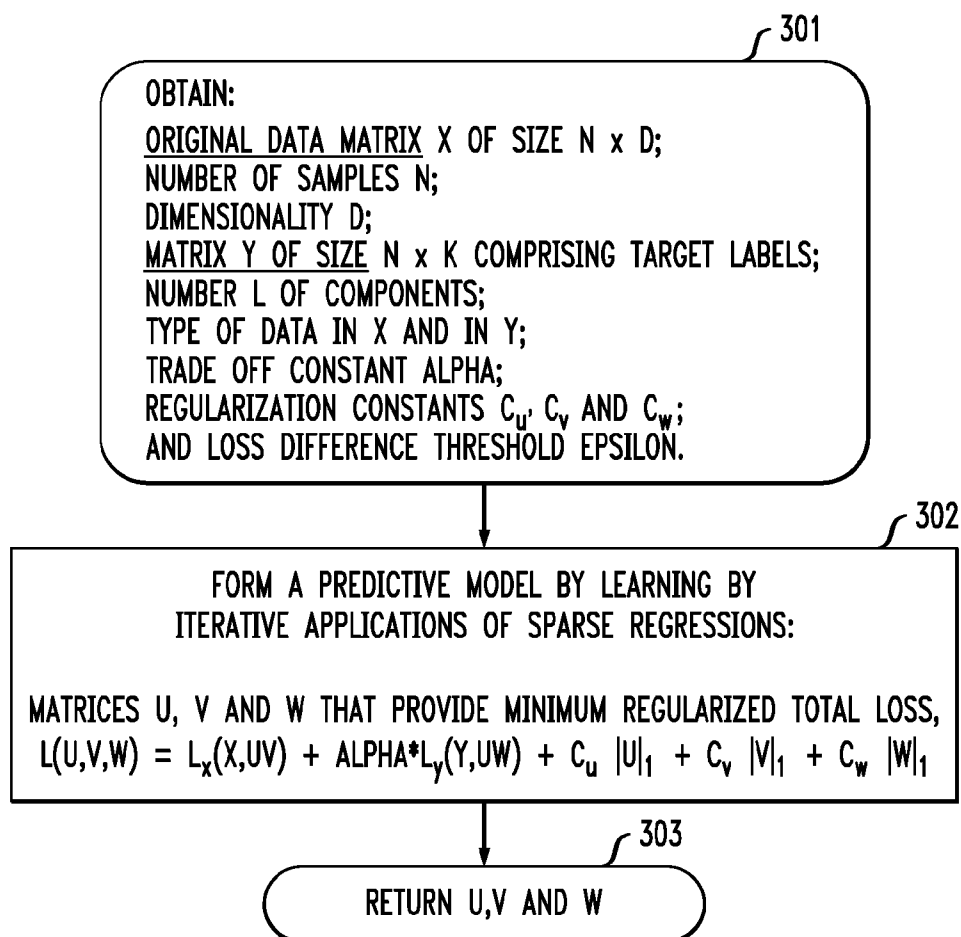 301
OBTAIN:
ORIGINAL DATA MATRIX X OF SIZE N x D;
NUMBER OF SAMPLES N;
DIMENSIONALITY D;
MATRIX Y OF SIZE N x K COMPRISING TARGET LABELS;
NUMBER L OF COMPONENTS;
TYPE OF DATA IN X AND IN Y;
TRADE OFF CONSTANT ALPHA;
REGULARIZATION CONSTANTS Cu, Cv AND Cw;
AND LOSS DIFFERENCE THRESHOLD EPSILON.
302
FORM A PREDICTIVE MODEL BY LEARNING BY
ITERATIVE APPLICATIONS OF SPARSE REGRESSIONS:
MATRICES U, V AND W THAT PROVIDE MINIMUM REGULARIZED TOTAL LOSS,
L(U,V,W) = Lx(X,UV) + ALPHA*Ly(Y,UW) + Cu |U|1 + Cv |V|1 + Cw |W|1
303
RETURN U,V AND W